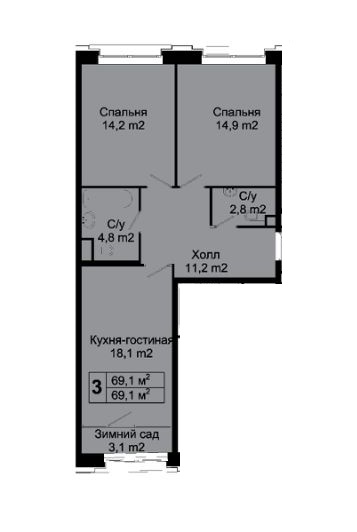 Спальня
14,2 m2
Спальня
14,9 m2
С/у
4,8 m2
С/у
2,8 m2
Холл
11,2 m2
Кухня-гостиная
18,1 m2
3
69,1 м²
69,1 м²
Зимний сад
3,1 m2